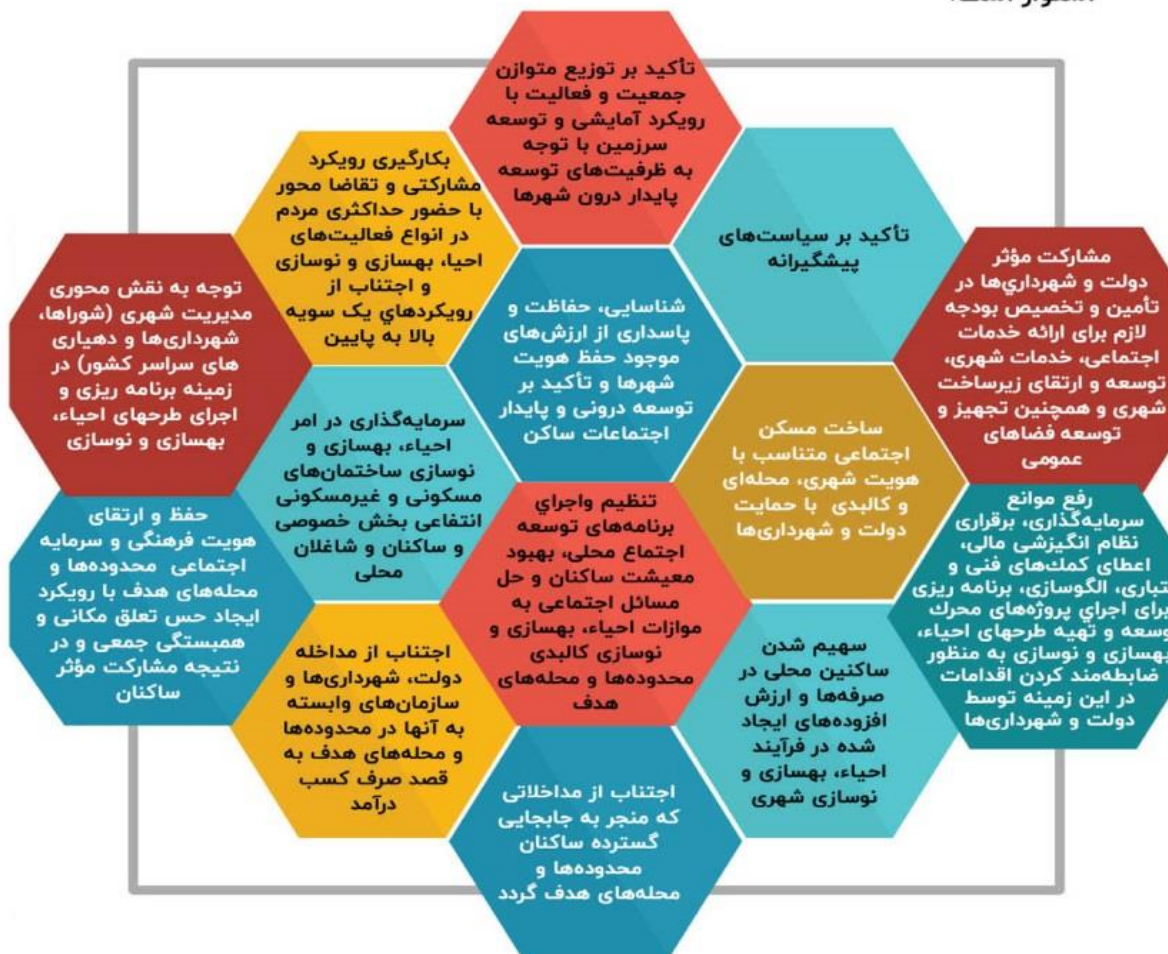 تأکید بر توزیع متوازن
جمعیت و فعالیت با
رویکرد آمایشی و توسعه
سرزمین با توجه
به ظرفیت‌های توسعه
پایدار درون شهرها
تأکید بر سیاست‌های
پیشگیرانه
بکارگیری رویکرد
مشارکتی و تقاضا محور
با حضور حداکثری مردم
در انواع فعالیت‌های
احیا، بهسازی و نوسازی
و اجتناب از
رویکردهاي یک سویه
بالا به پایین
مشارکت مؤثر
دولت و شهرداري‌ها در
تأمین و تخصیص بودجه
لازم برای ارائه خدمات
اجتماعی، خدمات شهری،
توسعه و ارتقای زیرساخت
شهری و همچنین تجهیز و
توسعه فضاهای
عمومی
شناسایی، حفاظت و
پاسداری از ارزش‌های
موجود حفظ هویت
شهرها و تأکید بر
توسعه درونی و پایدار
اجتماعات ساکن
توجه به نقش محوری
مدیریت شهری (شوراها،
شهرداری‌ها و دهیاری
های سراسر کشور) در
زمینه برنامه ریزی و
اجرای طرحهای احیاء،
بهسازی و نوسازی
ساخت مسکن
اجتماعی متناسب با
هویت شهری، محله‌ای
و کالبدی با حمایت
دولت و شهرداری‌ها
سرمایه‌گذاری در امر
احیاء، بهسازی و
نوسازی ساختمان‌های
مسکونی و غیرمسکونی
انتفاعی بخش خصوصی
و ساکنان و شاغلان
محلی
رفع موانع
سرمایه‌گذاری، برقراری
نظام انگیزشی مالی،
اعطای کمك‌های فنی و
الگوسازی، برنامه ریزی
برای اجراي پروژه‌های محرك
و تهیه طرحهای احیاء،
بهسازی و نوسازی به منظور
ضابطه‌مند کردن اقدامات
در این زمینه توسط
دولت و شهرداری‌ها
تنظیم واجراي
برنامه‌های توسعه
اجتماع محلی، بهبود
معیشت ساکنان و حل
مسائل اجتماعی به
موازات احیاء، بهسازی و
نوسازی کالبدی
محدوده‌ها و محله‌های
هدف
حفظ و ارتقای
هویت فرهنگی و سرمایه
اجتماعی محدوده‌ها و
محله‌های هدف با رویکرد
ایجاد حس تعلق مکانی و
همبستگی جمعی و در
نتیجه مشارکت مؤثر
ساکنان
سهیم شدن
ساکنین محلی در
صرفه‌ها و ارزش
افزوده‌های ایجاد
شده در فرآیند
احیاء، بهسازی و
نوسازی شهری
اجتناب از مداخله
دولت، شهرداری‌ها و
سازمان‌های وابسته
به آنها در محدوده‌ها
و محله‌های هدف به
قصد صرف کسب
درآمد
اجتناب از مداخلاتی
که منجر به جابجایی
گسترده ساکنان
محدوده‌ها و
محله‌های هدف گردد